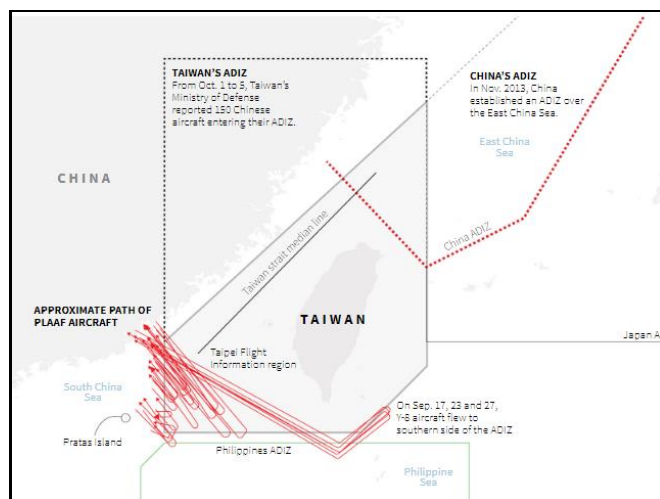 TAIWAN'S ADIZ
From Oct. 1 to 5, Taiwan's
Ministry of Defense
reported 150 Chinese
aircraft entering their ADIZ.
CHINA'S ADIZ
In Nov. 2013, China
established an ADIZ over
the East China Sea.
East China
Sea
CHINA
Taiwan strait median line
China ADIZ
APPROXIMATE PATH OF
PLAAF AIRCRAFT
TAIWAN
Japan A
Taipei Flight
Information region
South China
Sea
Pratas Island
On Sep. 17, 23 and 27,
Y-8 aircraft flew to
southern side of the ADIZ
Philippines ADIZ
Philippine
Sea